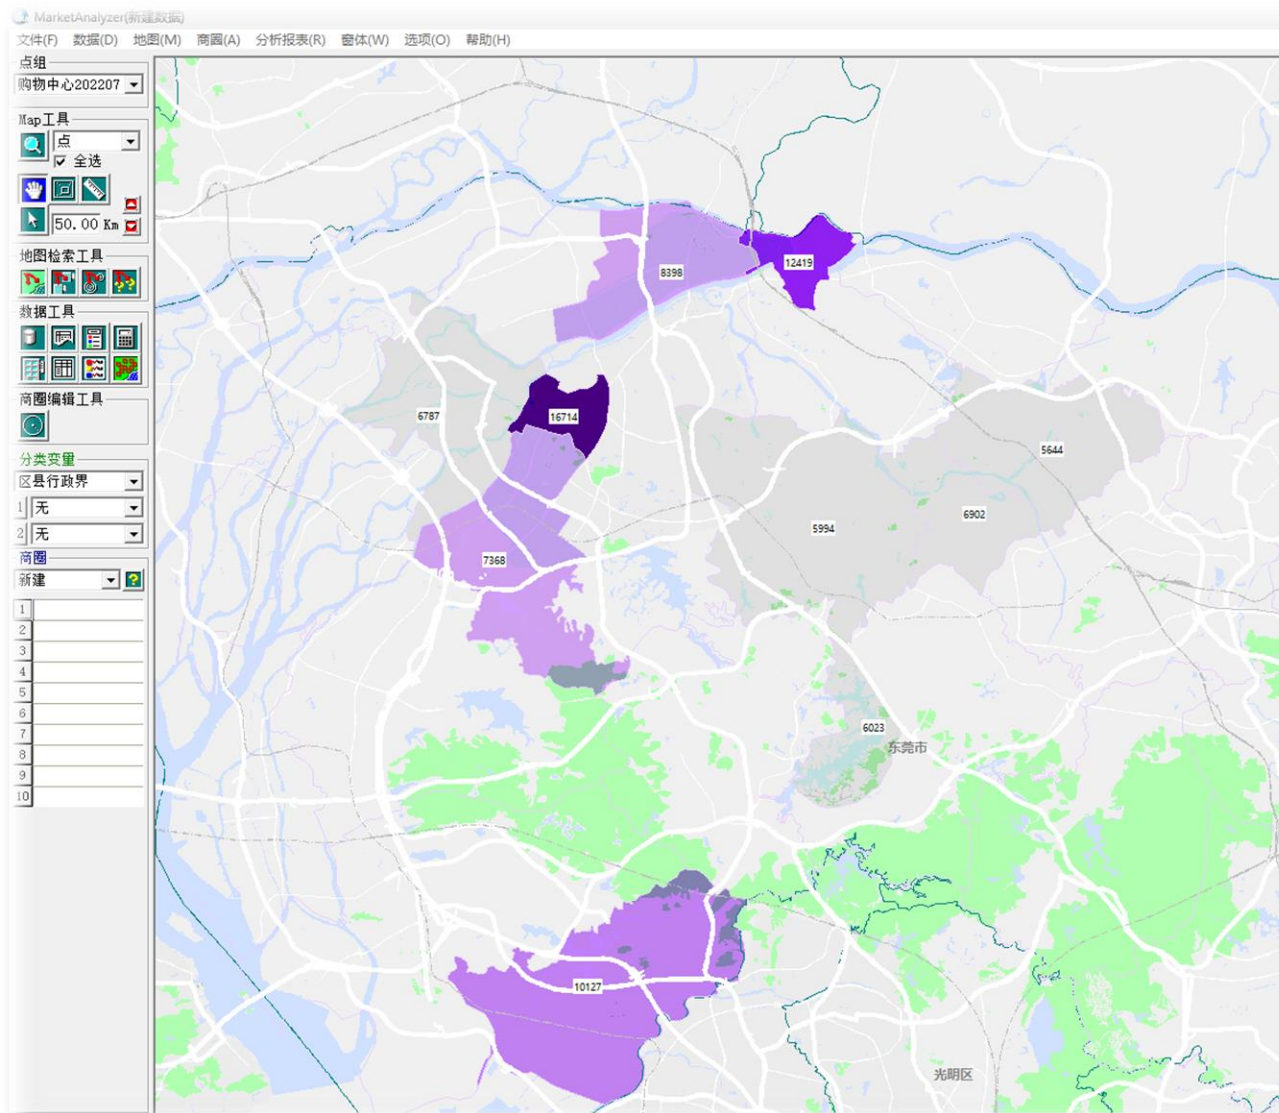 MarketAnalyzer(新建数据)
文件(F) 数据(D) 地图(M) 商圈(A) 分析报表(R) 窗体(W) 选项(O) 帮助(H)
点组
购物中心202207
Map工具
点
全选
50.00 Km
地图检索工具
数据工具
商圈编辑工具
分类变量
区县行政界
1 无
2 无
商圈
新建
1
2
3
4
5
6
7
8
9
10
12419
8398
6787
16714
5644
6902
5994
7368
6023
东莞市
10127
光明区